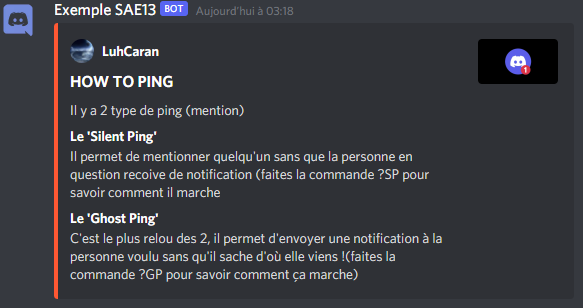 Exemple SAE13 BOT Aujourd'hui à 03:18
LuhCaran
1
HOW TO PING
Il y a 2 type de ping (mention)
Le 'Silent Ping'
Il permet de mentionner quelqu'un sans que la personne en
question recoive de notification (faites la commande ?SP pour
savoir comment il marche
Le 'Ghost Ping'
C'est le plus relou des 2, il permet d'envoyer une notification à la
personne voulu sans qu'il sache d'où elle viens !(faites la
commande ?GP pour savoir comment ça marche)